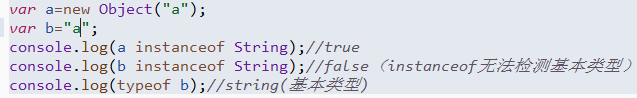 var a=new Object("a");
var b="a";
console.log(a instanceof String);//true
console.log(b instanceof String);//false（instanceof无法检测基本类型）
console.log(typeof b);//string(基本类型)